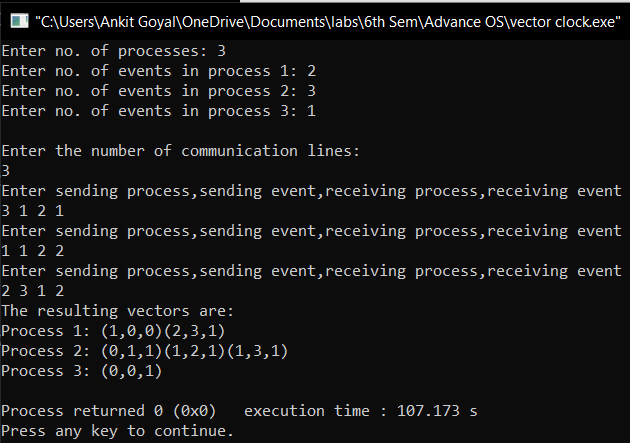 "C:\Users\Ankit Goyal\OneDrive\Documents\labs\6th Sem\Advance OS\vector clock.exe"
Enter no. of processes: 3
Enter no. of events in process 1: 2
Enter no. of events in process 2: 3
Enter no. of events in process 3: 1
Enter the number of communication lines:
3
Enter sending process,sending event,receiving process,receiving event
3 1 2 1
Enter sending process,sending event,receiving process,receiving event
1 1 2 2
Enter sending process,sending event,receiving process,receiving event
2 3 1 2
The resulting vectors are:
Process 1: (1,0,0)(2,3,1)
Process 2: (0,1,1)(1,2,1)(1,3,1)
Process 3: (0,0,1)
Process returned 0 (0x0)   execution time : 107.173 s
Press any key to continue.